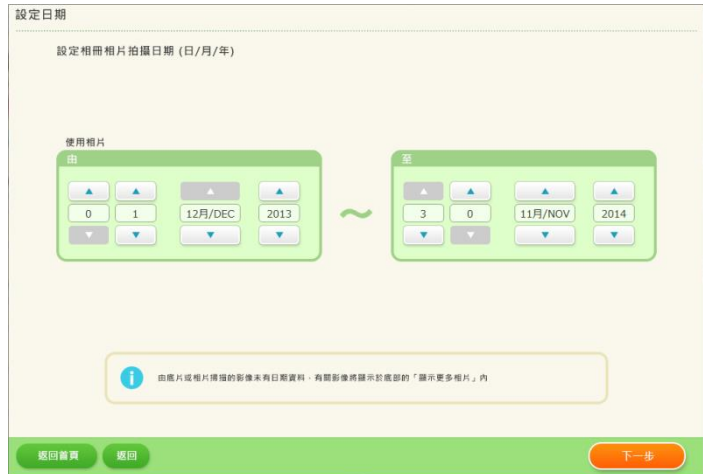 設定日期
設定相冊相片拍攝日期 (日/月/年)
使用相片
由
0 1 12月/DEC 2013
～
至
3 0 11月/NOV 2014
由底片或相片掃描的影像未有日期資料，有關影像將顯示於底部的「顯示更多相片」內
返回首頁
返回
下一步